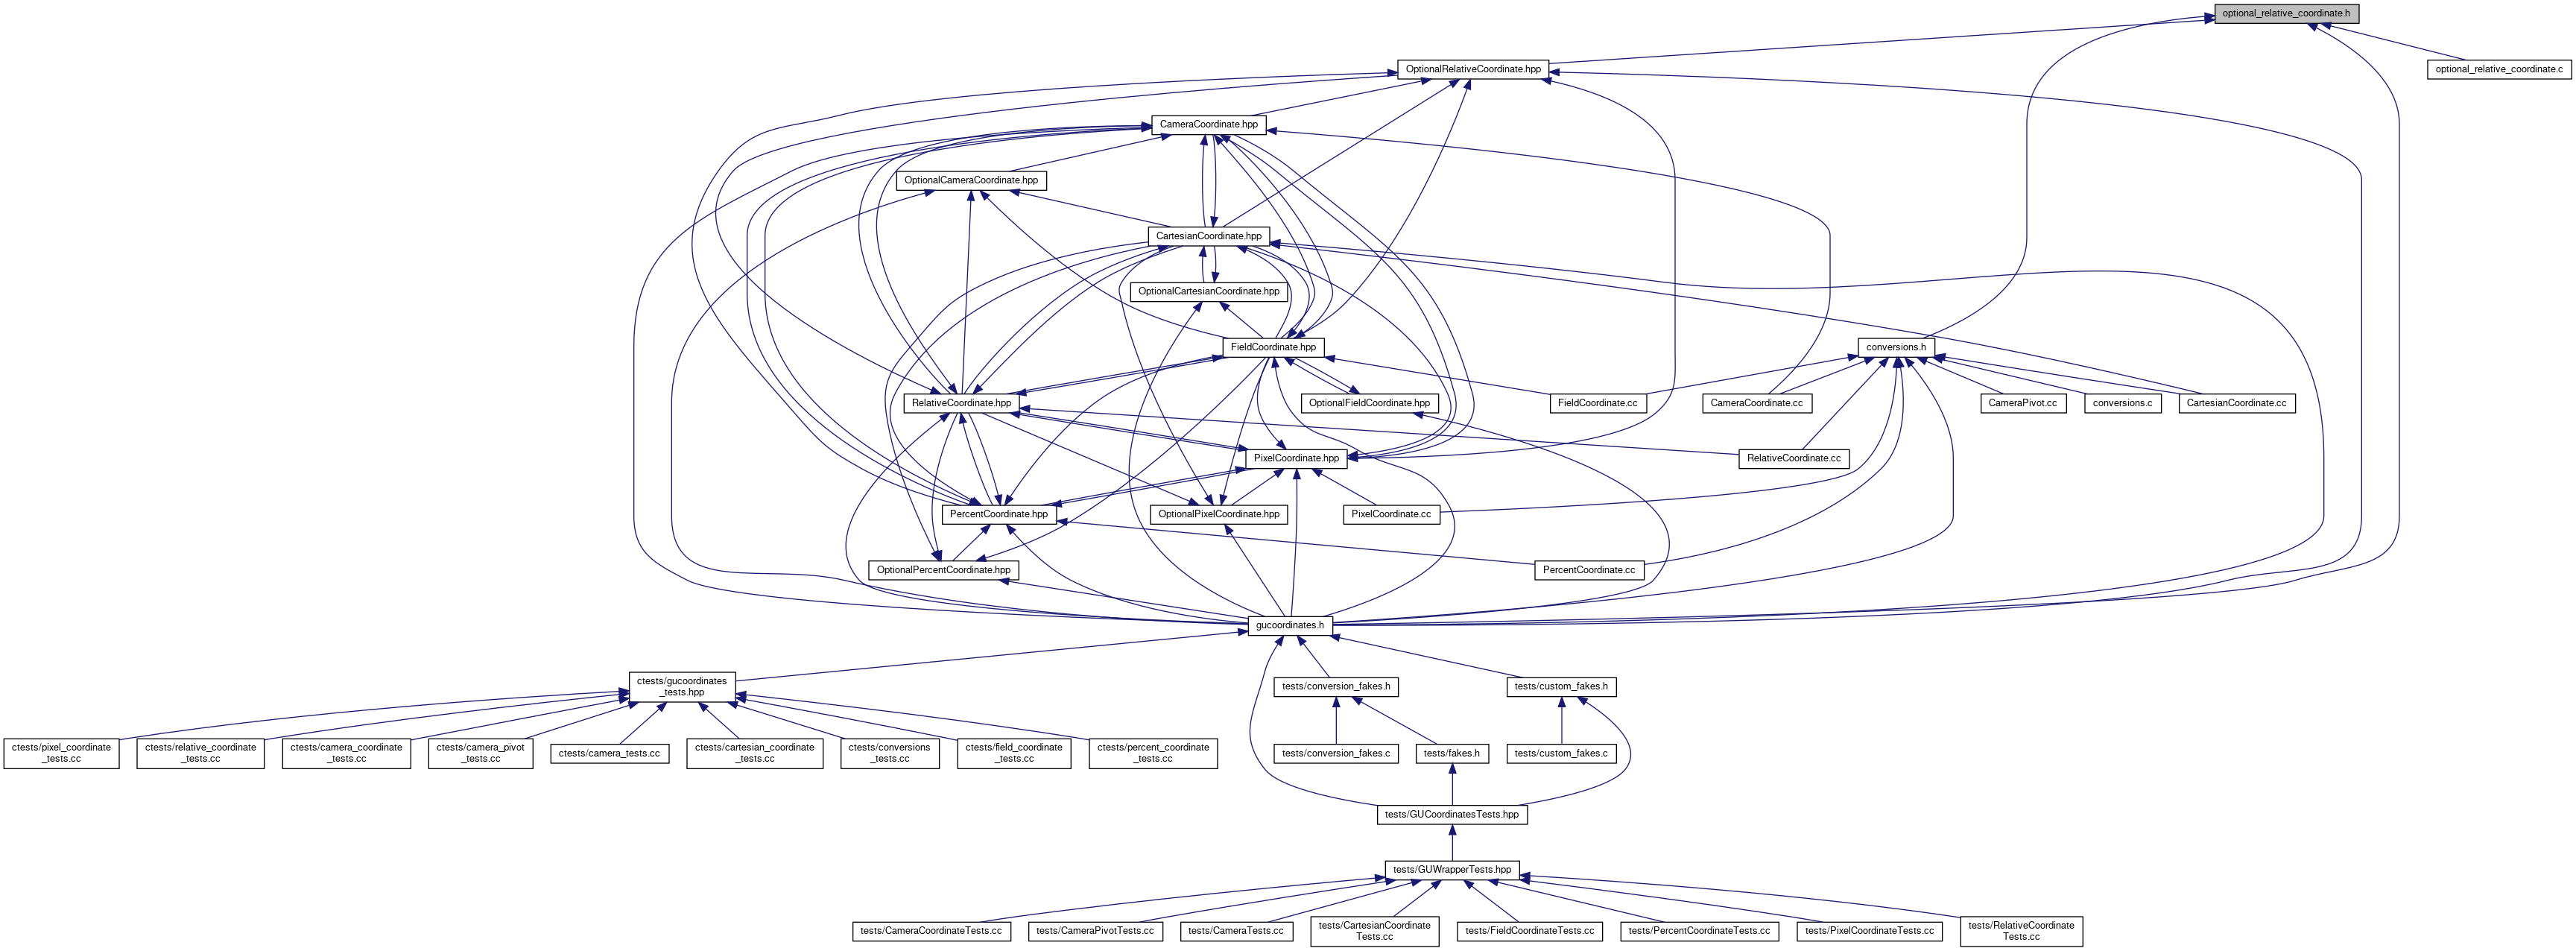 optional_relative_coordinate.h
OptionalRelativeCoordinate.hpp
optional_relative_coordinate.c
CameraCoordinate.hpp
OptionalCameraCoordinate.hpp
CartesianCoordinate.hpp
OptionalCartesianCoordinate.hpp
FieldCoordinate.hpp
conversions.h
RelativeCoordinate.hpp
OptionalFieldCoordinate.hpp
FieldCoordinate.cc
CameraCoordinate.cc
CameraPivot.cc
conversions.c
CartesianCoordinate.cc
PixelCoordinate.hpp
RelativeCoordinate.cc
PercentCoordinate.hpp
OptionalPixelCoordinate.hpp
PixelCoordinate.cc
OptionalPercentCoordinate.hpp
PercentCoordinate.cc
gucoordinates.h
ctests/gucoordinates
_tests.hpp
tests/conversion_fakes.h
tests/custom_fakes.h
ctests/pixel_coordinate
_tests.cc
ctests/relative_coordinate
_tests.cc
ctests/camera_coordinate
_tests.cc
ctests/camera_pivot
_tests.cc
ctests/camera_tests.cc
ctests/cartesian_coordinate
_tests.cc
ctests/conversions
_tests.cc
ctests/field_coordinate
_tests.cc
ctests/percent_coordinate
_tests.cc
tests/conversion_fakes.c
tests/fakes.h
tests/custom_fakes.c
tests/GUCoordinatesTests.hpp
tests/GUWrapperTests.hpp
tests/CameraCoordinateTests.cc
tests/CameraPivotTests.cc
tests/CameraTests.cc
tests/CartesianCoordinate
Tests.cc
tests/FieldCoordinateTests.cc
tests/PercentCoordinateTests.cc
tests/PixelCoordinateTests.cc
tests/RelativeCoordinate
Tests.cc